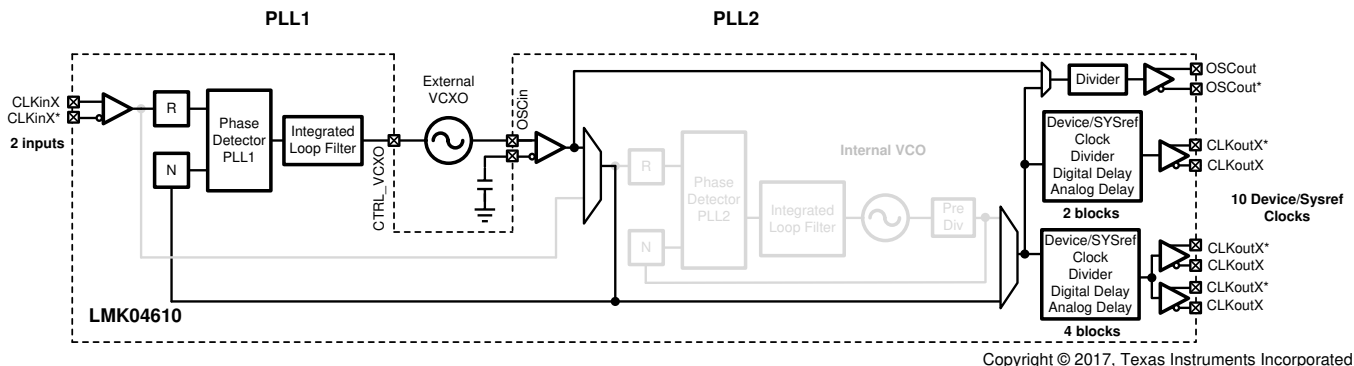 PLL1
PLL2
CLKinX
CLKinX*
2 inputs
R
N
Phase
Detector
PLL1
Integrated
Loop Filter
CTRL_VCXO
External
VCXO
OSCin
R
N
Phase
Detector
PLL2
Integrated
Loop Filter
Internal VCO
Pre
Div
Divider
OSCout
OSCout*
Device/SYSref
Clock
Divider
Digital Delay
Analog Delay
2 blocks
CLKoutX*
CLKoutX
10 Device/Sysref
Clocks
Device/SYSref
Clock
Divider
Digital Delay
Analog Delay
4 blocks
CLKoutX*
CLKoutX
CLKoutX*
CLKoutX
LMK04610
Copyright © 2017, Texas Instruments Incorporated